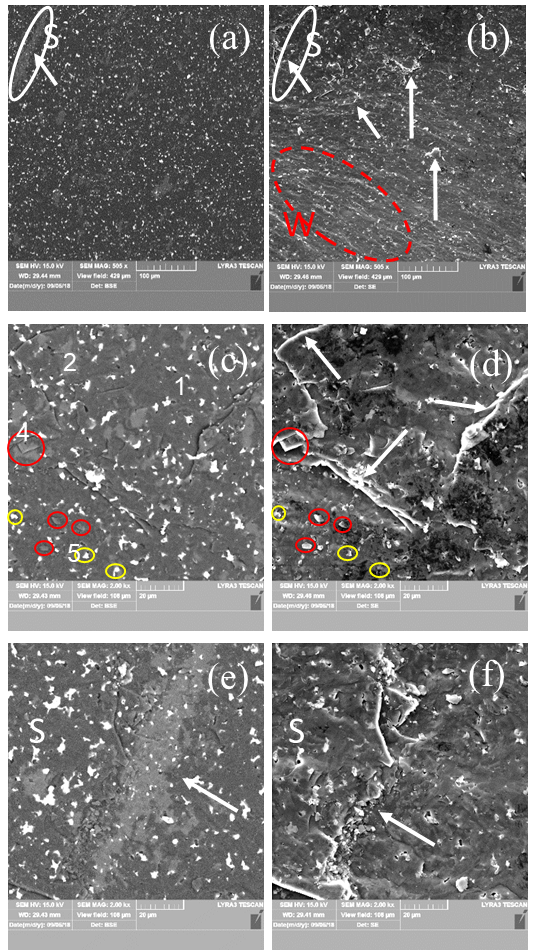 S
(a)
SEM HV: 15.0 kV SEM MAG: 505 x LYRA3 TESCAN
WD: 29.44 mm View field: 429 µm 100 µm
Date(m/d/y): 09/06/18 Det: BSE
S
(b)
W
SEM HV: 15.0 kV SEM MAG: 505 x LYRA3 TESCAN
WD: 29.46 mm View field: 429 µm 100 µm
Date(m/d/y): 09/06/18 Det: SE
(c)
2
1
4
5
SEM HV: 15.0 kV SEM MAG: 2.00 kx LYRA3 TESCAN
WD: 29.43 mm View field: 108 µm 20 µm
Date(m/d/y): 09/06/18 Det: BSE
(d)
SEM HV: 15.0 kV SEM MAG: 2.00 kx LYRA3 TESCAN
WD: 29.46 mm View field: 108 µm 20 µm
Date(m/d/y): 09/06/18 Det: SE
(e)
S
SEM HV: 15.0 kV SEM MAG: 2.00 kx LYRA3 TESCAN
WD: 29.43 mm View field: 108 µm 20 µm
Date(m/d/y): 09/06/18 Det: BSE
(f)
S
SEM HV: 15.0 kV SEM MAG: 2.00 kx LYRA3 TESCAN
WD: 29.41 mm View field: 108 µm 20 µm
Date(m/d/y): 09/06/18 Det: SE